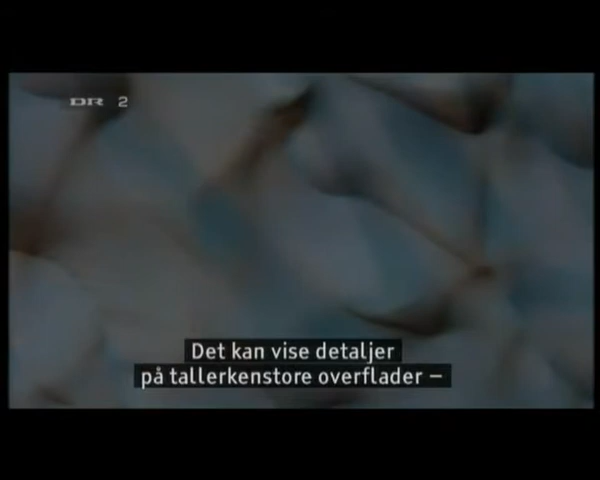 DR 2
Det kan vise detaljer
på tallerkenstore overflader –